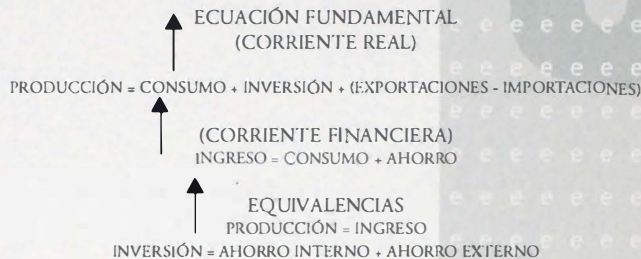 ECUACIÓN FUNDAMENTAL
(CORRIENTE REAL)
PRODUCCIÓN = CONSUMO + INVERSIÓN + (EXPORTACIONES - IMPORTACIONES)
(CORRIENTE FINANCIERA)
INGRESO = CONSUMO + AHORRO
EQUIVALENCIAS
PRODUCCIÓN = INGRESO
INVERSIÓN = AHORRO INTERNO + AHORRO EXTERNO